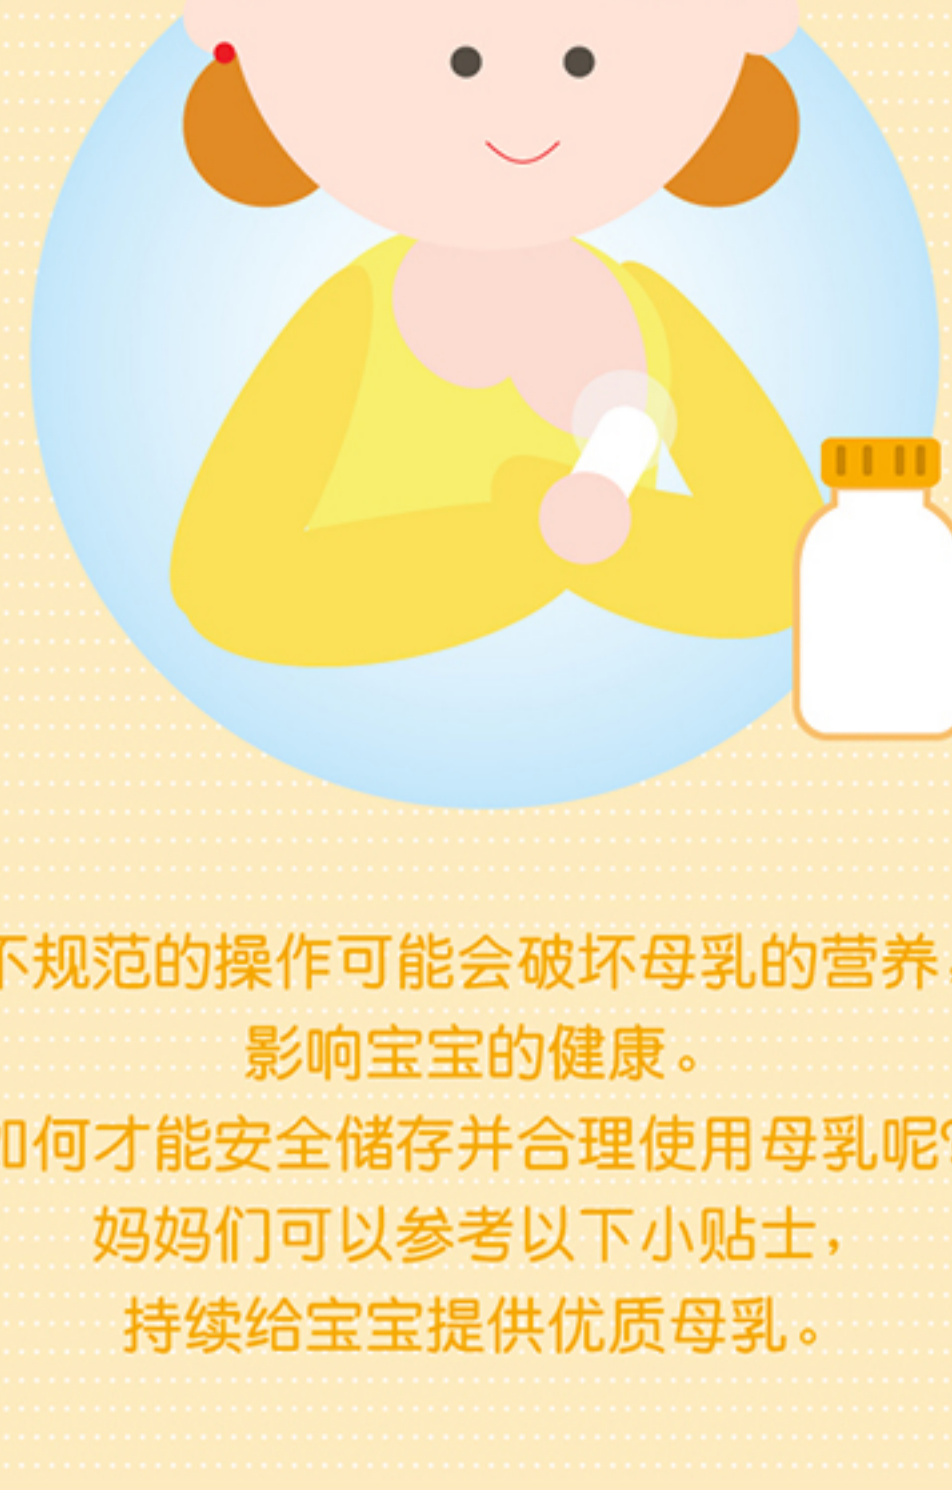 不规范的操作可能会破坏母乳的营养，
影响宝宝的健康。
如何才能安全储存并合理使用母乳呢？
妈妈们可以参考以下小贴士，
持续给宝宝提供优质母乳。